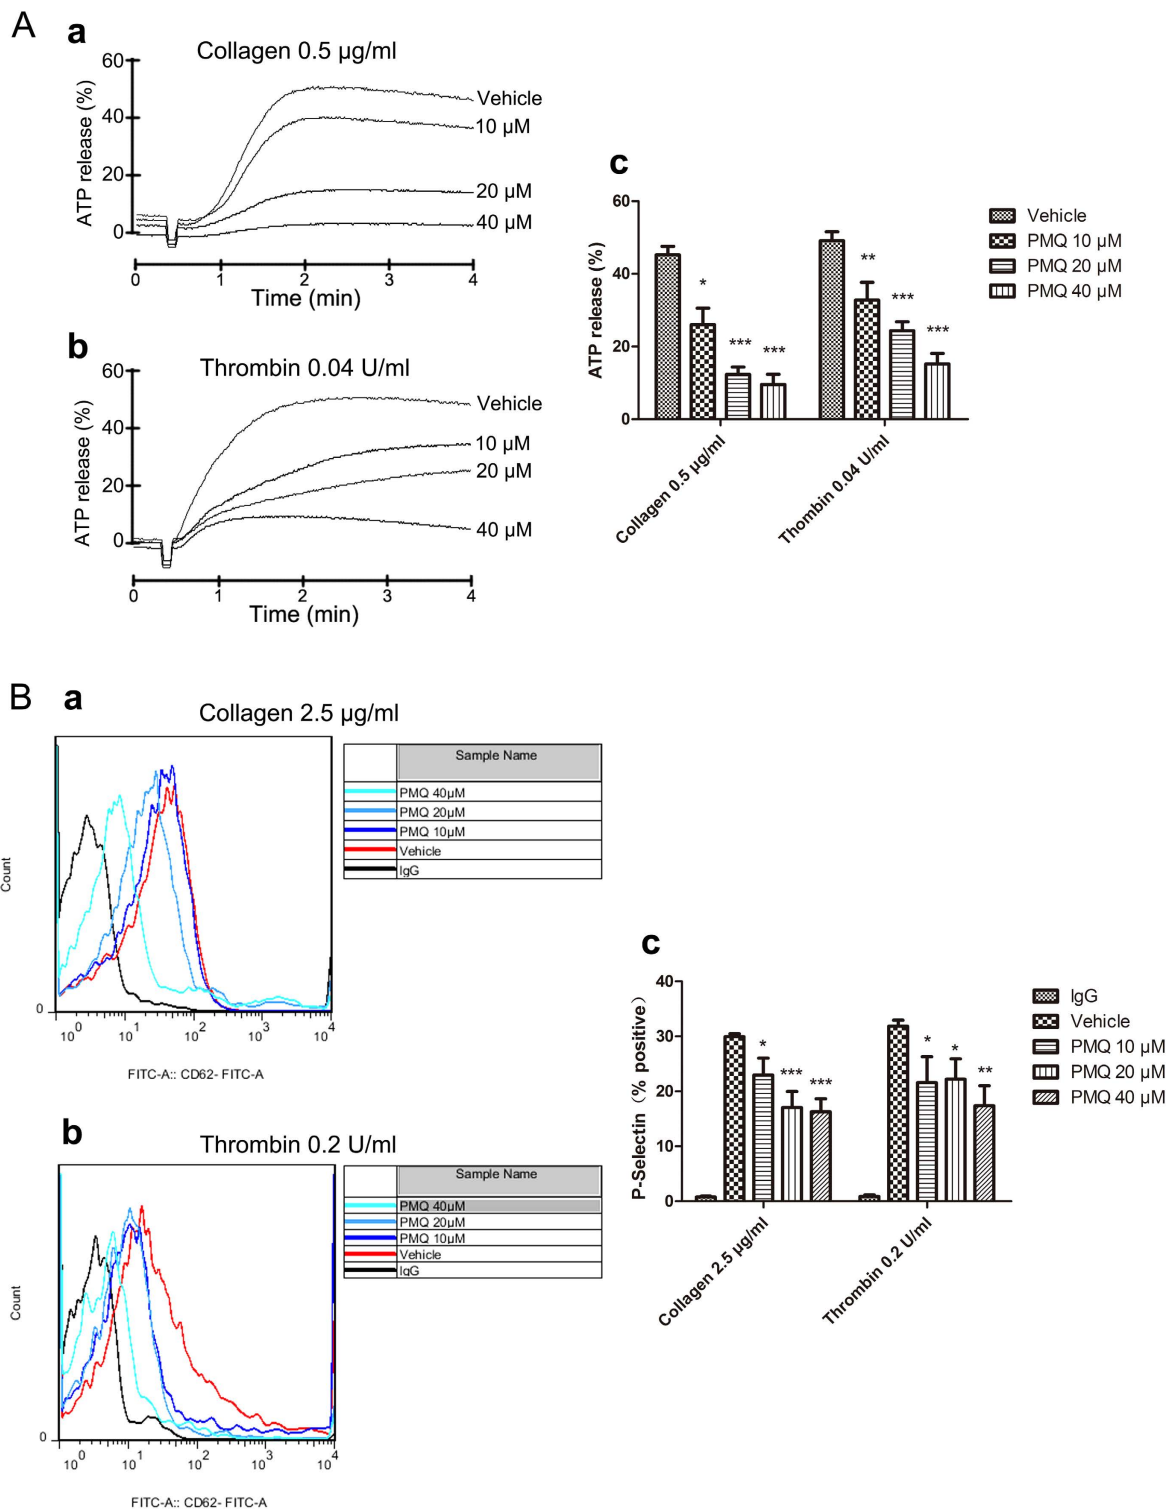 A
a
Collagen 0.5 µg/ml
ATP release (%)
60
40
20
0
Vehicle
10 µM
20 µM
40 µM
0 1 2 3 4
Time (min)
b
Thrombin 0.04 U/ml
ATP release (%)
60
40
20
0
Vehicle
10 µM
20 µM
40 µM
0 1 2 3 4
Time (min)
c
ATP release (%)
60
40
20
0
* *** ***
** *** ***
Collagen 0.5 µg/ml
Thombin 0.04 U/ml
Vehicle
PMQ 10 µM
PMQ 20 µM
PMQ 40 µM
B
a
Collagen 2.5 µg/ml
Count
0
10^0 10^1 10^2 10^3 10^4
FITC-A:: CD62- FITC-A
Sample Name
PMQ 40µM
PMQ 20µM
PMQ 10µM
Vehicle
IgG
b
Thrombin 0.2 U/ml
Count
0
10^0 10^1 10^2 10^3 10^4
FITC-A:: CD62- FITC-A
Sample Name
PMQ 40µM
PMQ 20µM
PMQ 10µM
Vehicle
IgG
c
P-Selectin (% positive)
40
30
20
10
0
* *** ***
* * **
Collagen 2.5 µg/ml
Thrombin 0.2 U/ml
IgG
Vehicle
PMQ 10 µM
PMQ 20 µM
PMQ 40 µM